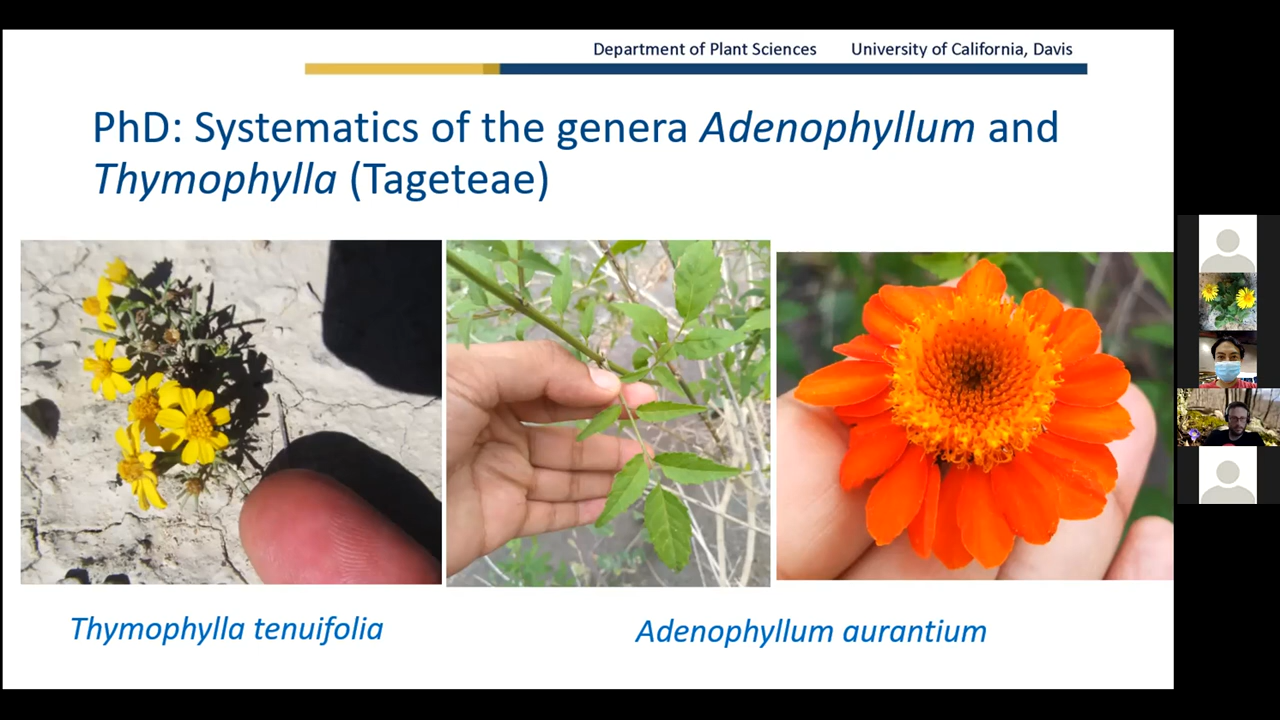 Department of Plant Sciences University of California, Davis
PhD: Systematics of the genera Adenophyllum and
Thymophylla (Tageteae)
Thymophylla tenuifolia
Adenophyllum aurantium